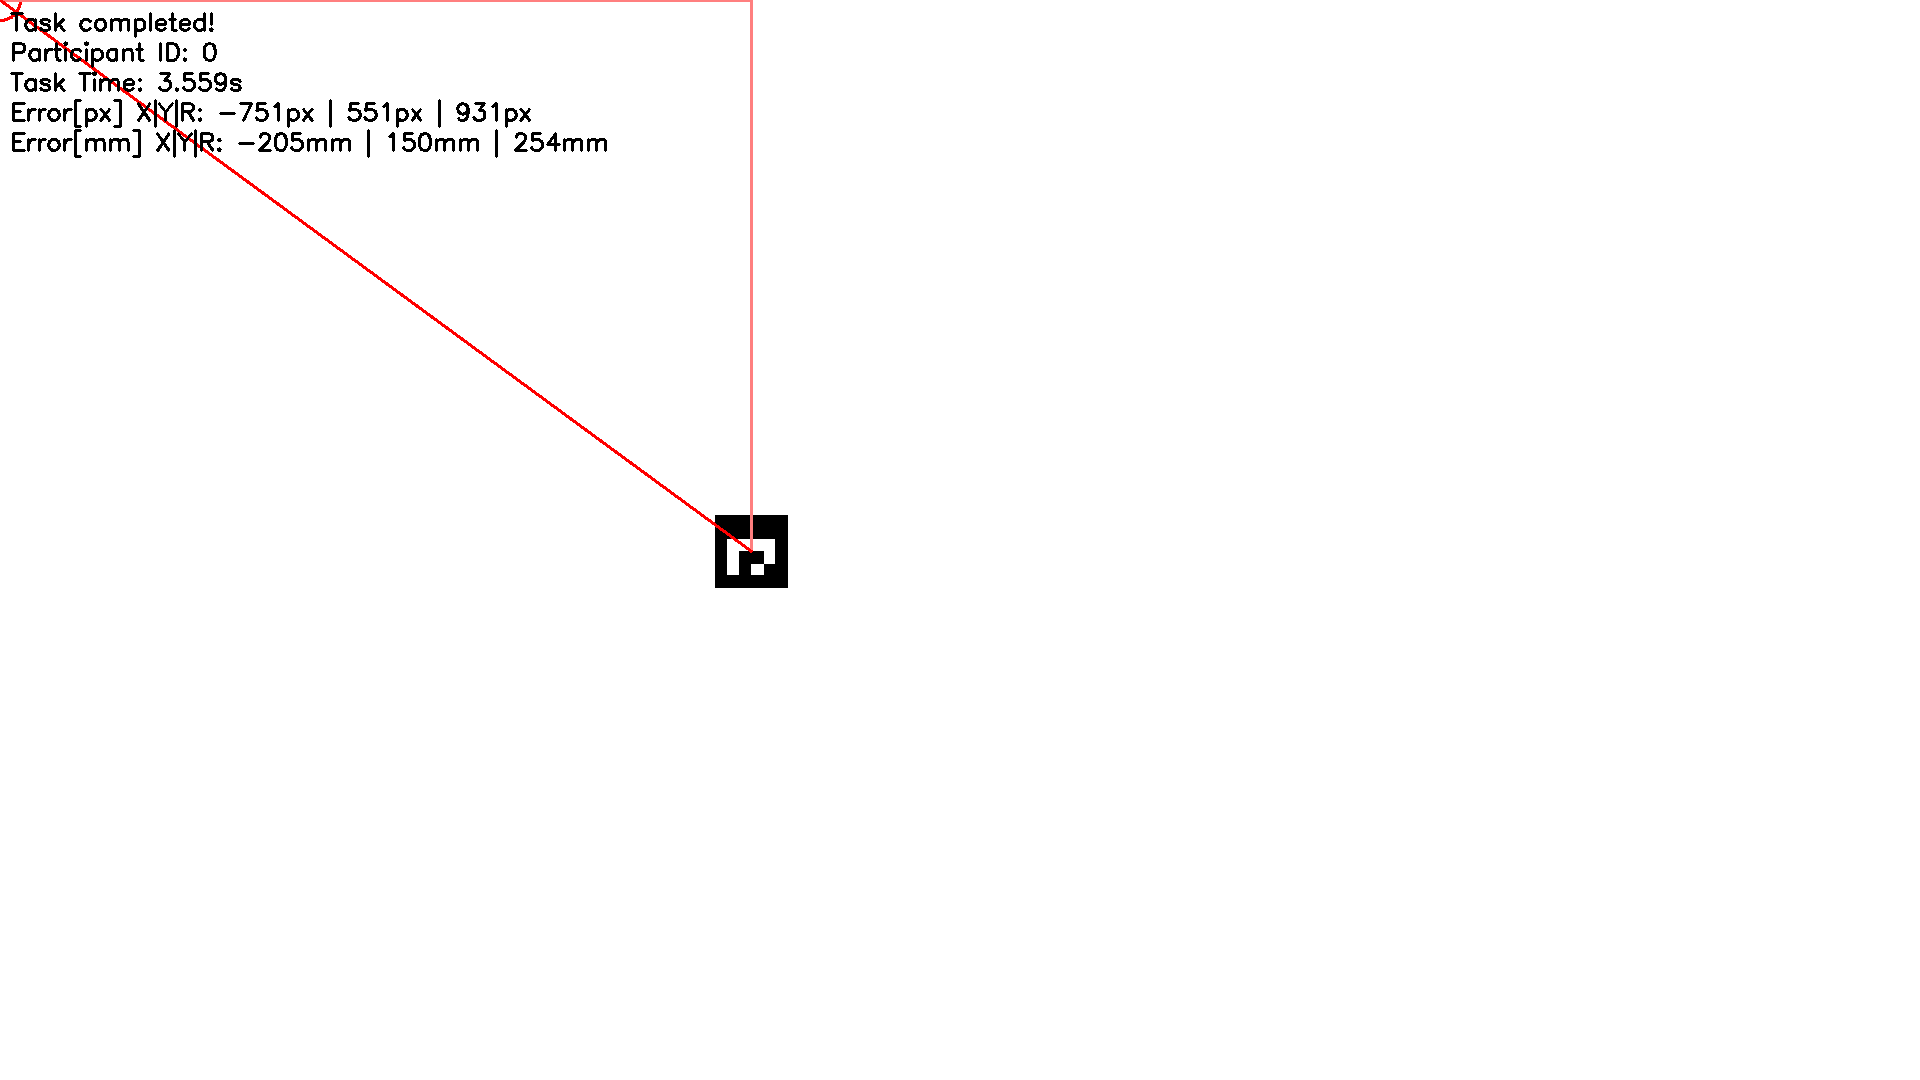 Task completed!
Participant ID: 0
Task Time: 3.559s
Error[px] X|Y|R: -751px | 551px | 931px
Error[mm] X|Y|R: -205mm | 150mm | 254mm